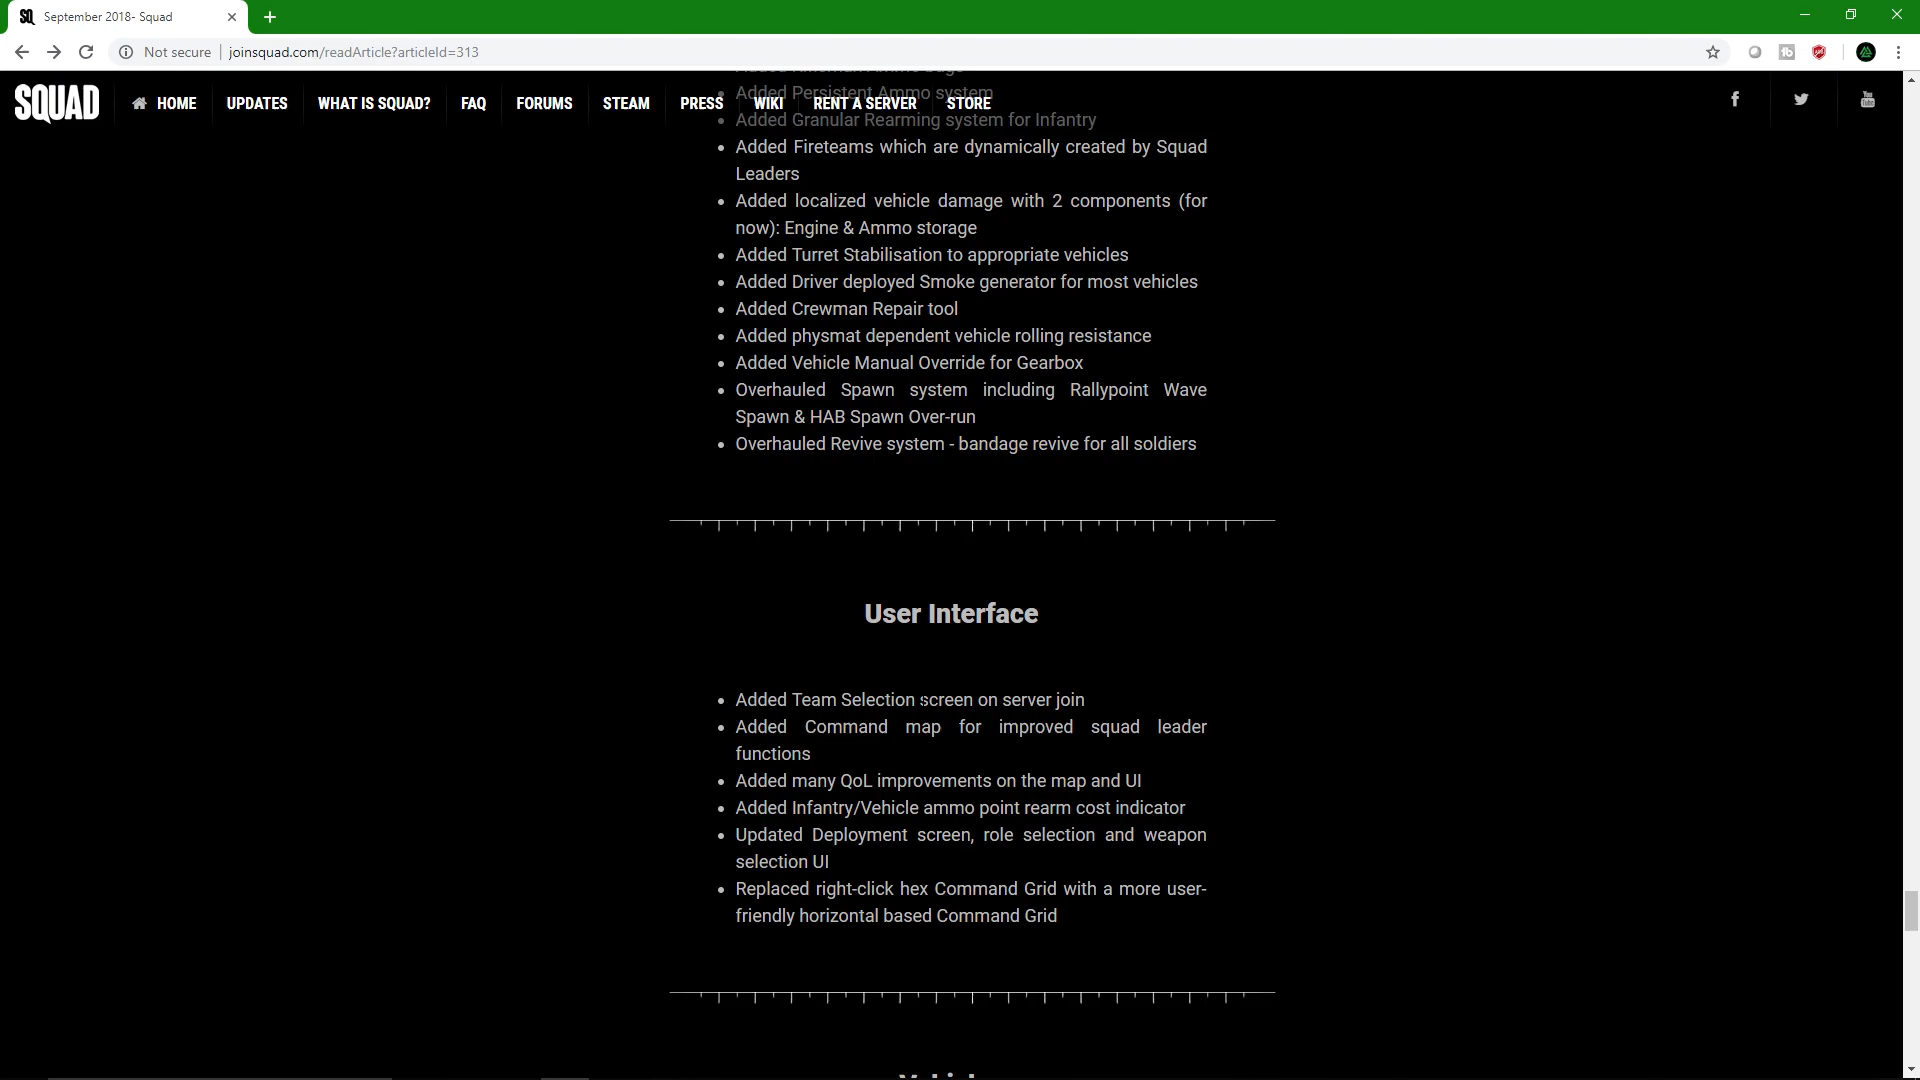 September 2018- Squad
Not secure joinsquad.com/readArticle?articleId=313
SQUAD HOME UPDATES WHAT IS SQUAD? FAQ FORUMS STEAM PRESS WIKI RENT A SERVER STORE
Added Persistent Ammo system
Added Granular Rearming system for Infantry
Added Fireteams which are dynamically created by Squad
Leaders
Added localized vehicle damage with 2 components (for
now): Engine & Ammo storage
Added Turret Stabilisation to appropriate vehicles
Added Driver deployed Smoke generator for most vehicles
Added Crewman Repair tool
Added physmat dependent vehicle rolling resistance
Added Vehicle Manual Override for Gearbox
Overhauled Spawn system including Rallypoint Wave
Spawn & HAB Spawn Over-run
Overhauled Revive system - bandage revive for all soldiers
User Interface
Added Team Selection screen on server join
Added Command map for improved squad leader
functions
Added many QoL improvements on the map and UI
Added Infantry/Vehicle ammo point rearm cost indicator
Updated Deployment screen, role selection and weapon
selection UI
Replaced right-click hex Command Grid with a more user-
friendly horizontal based Command Grid